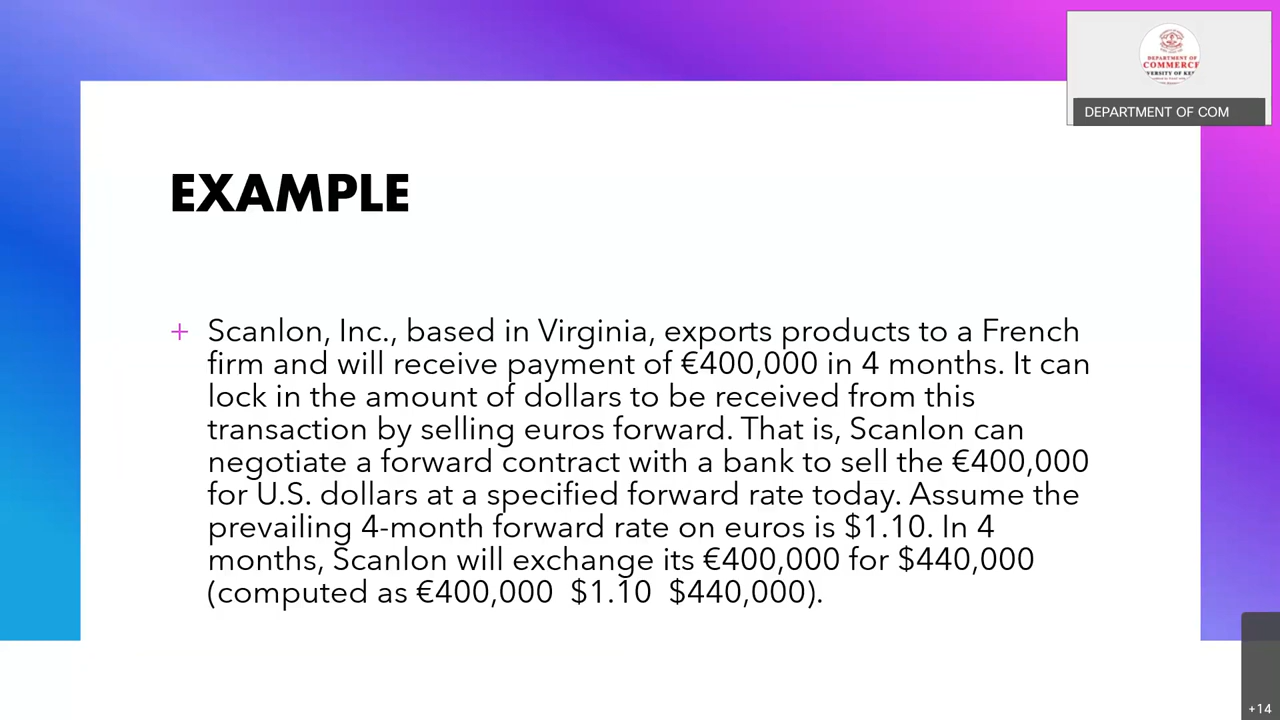 DEPARTMENT OF
COMMERCE
DEPARTMENT OF COM
EXAMPLE
+ Scanlon, Inc., based in Virginia, exports products to a French
firm and will receive payment of €400,000 in 4 months. It can
lock in the amount of dollars to be received from this
transaction by selling euros forward. That is, Scanlon can
negotiate a forward contract with a bank to sell the €400,000
for U.S. dollars at a specified forward rate today. Assume the
prevailing 4-month forward rate on euros is $1.10. In 4
months, Scanlon will exchange its €400,000 for $440,000
(computed as €400,000  $1.10  $440,000).
+14